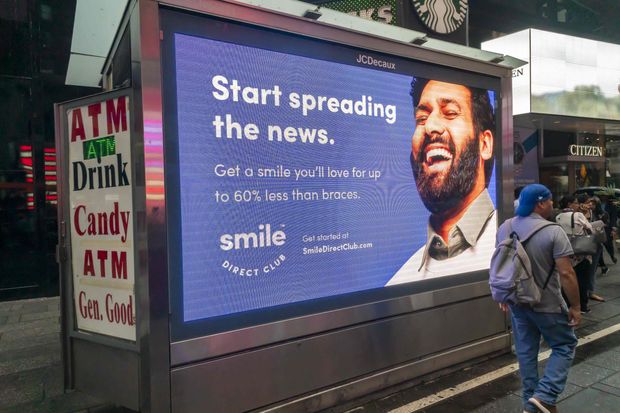 JCDecaux
Start spreading
the news.
Get a smile you'll love for up
to 60% less than braces.
smile™
DIRECT CLUB
Get started at
SmileDirectClub.com
ATM
ATM
Drink
Candy
ATM
Gen. Good
CITIZEN